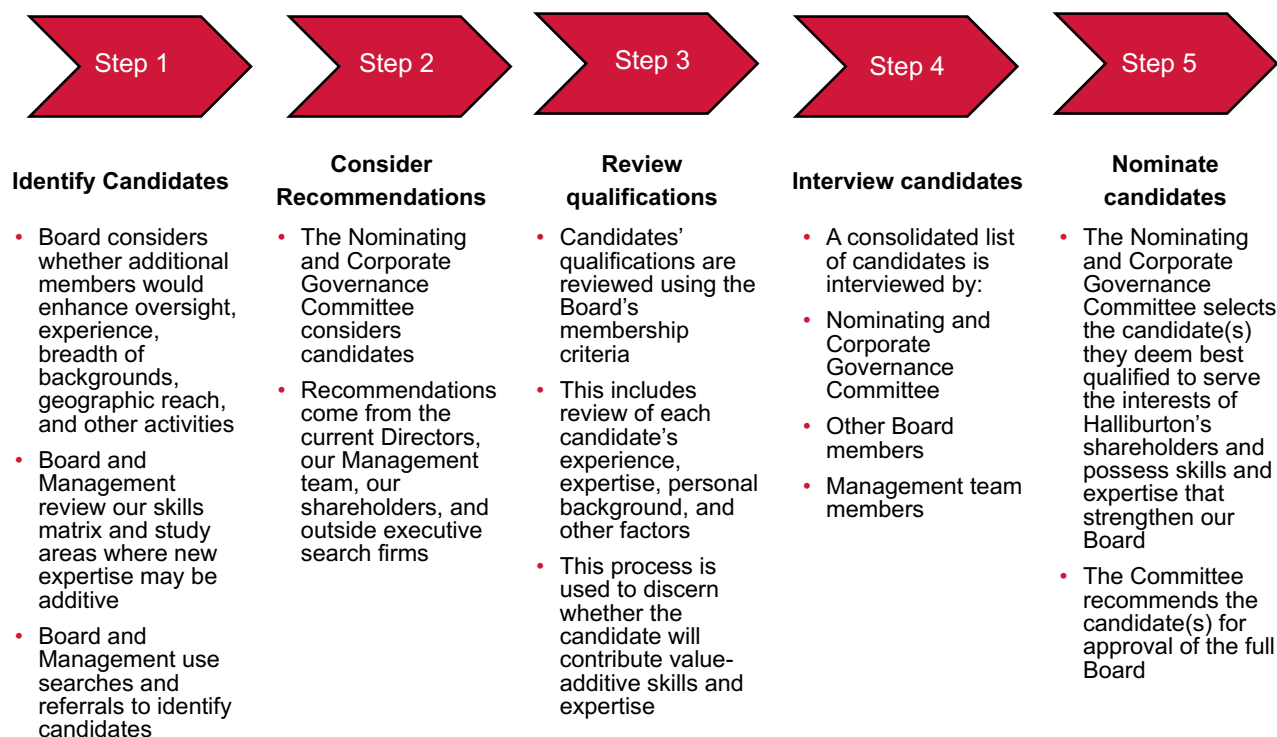 Step 1
Step 2
Step 3
Step 4
Step 5
Identify Candidates
• Board considers
whether additional
members would
enhance oversight,
experience,
breadth of
backgrounds,
geographic reach,
and other activities
• Board and
Management
review our skills
matrix and study
areas where new
expertise may be
additive
• Board and
Management use
searches and
referrals to identify
candidates
Consider
Recommendations
• The Nominating
and Corporate
Governance
Committee
considers
candidates
• Recommendations
come from the
current Directors,
our Management
team, our
shareholders, and
outside executive
search firms
Review
qualifications
• Candidates’
qualifications are
reviewed using the
Board’s
membership
criteria
• This includes
review of each
candidate’s
experience,
expertise, personal
background, and
other factors
• This process is
used to discern
whether the
candidate will
contribute value-
additive skills and
expertise
Interview candidates
• A consolidated list
of candidates is
interviewed by:
• Nominating and
Corporate
Governance
Committee
• Other Board
members
• Management team
members
Nominate
candidates
• The Nominating
and Corporate
Governance
Committee selects
the candidate(s)
they deem best
qualified to serve
the interests of
Halliburton’s
shareholders and
possess skills and
expertise that
strengthen our
Board
• The Committee
recommends the
candidate(s) for
approval of the full
Board